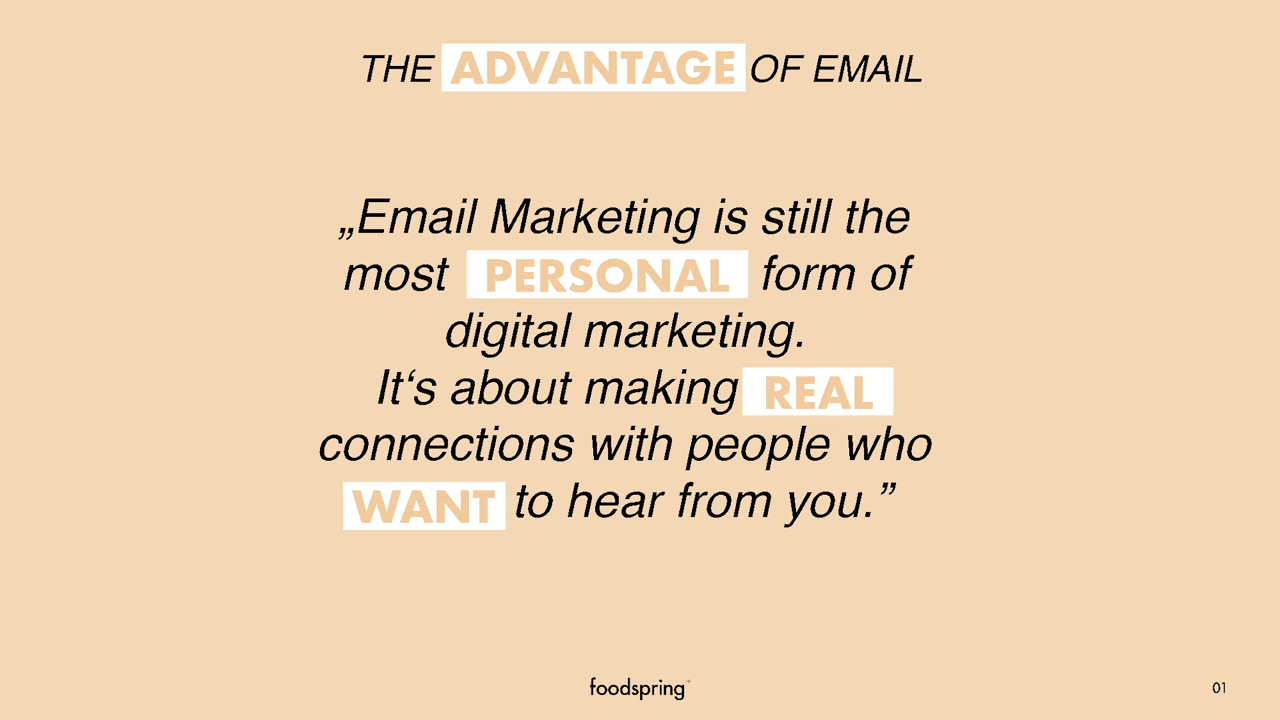 THE ADVANTAGE OF EMAIL
„Email Marketing is still the
most PERSONAL form of
digital marketing.
It‘s about making REAL
connections with people who
WANT to hear from you.”
foodspring
01